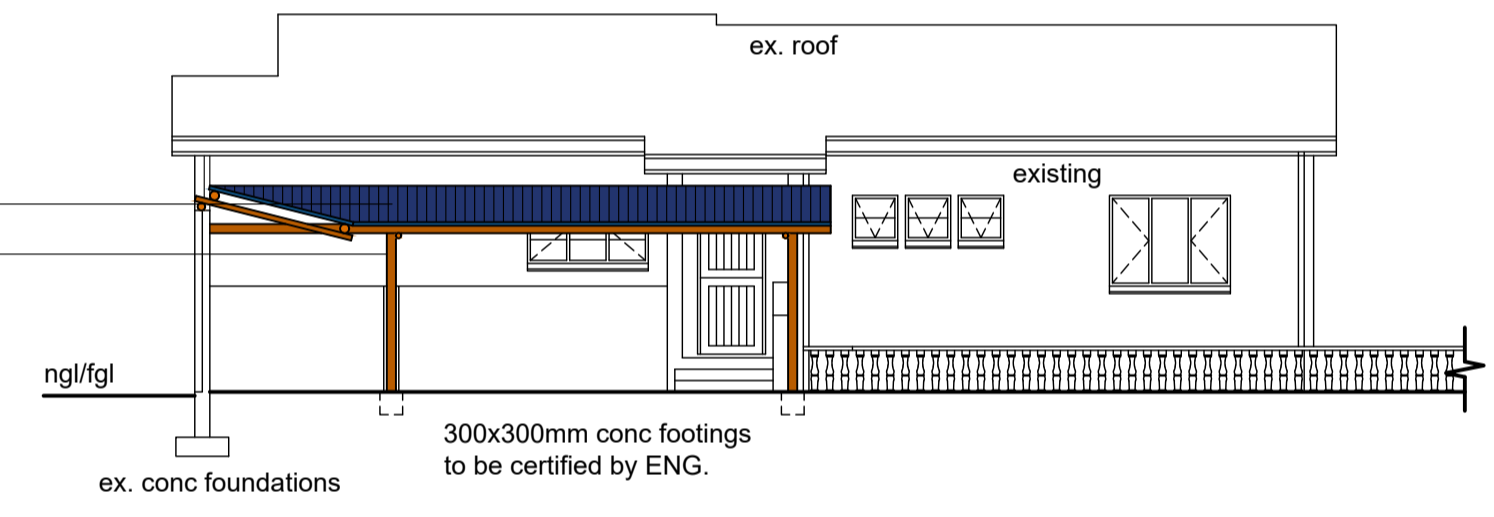 ex. roof
existing
ngl/fgl
300x300mm conc footings
to be certified by ENG.
ex. conc foundations